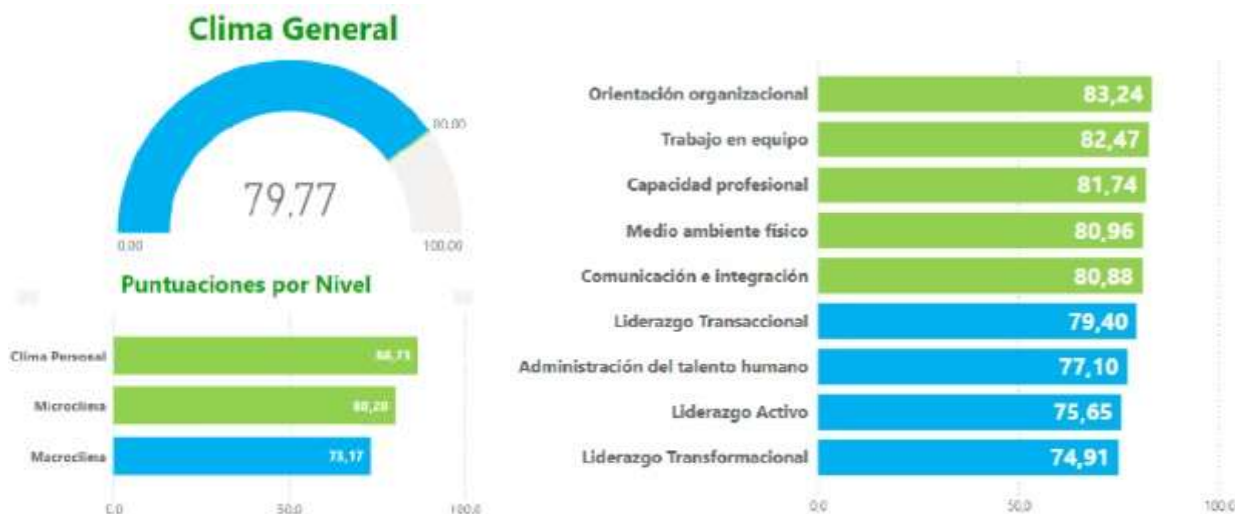 Clima General
80.00
79,77
0.00
100.00
Puntuaciones por Nivel
Clima Personal
Microclima
80,20
Macroclima
73,17
0,0
50,0
100,0
Orientación organizacional
83,24
Trabajo en equipo
82,47
Capacidad profesional
81,74
Medio ambiente físico
80,96
Comunicación e integración
80,88
Liderazgo Transaccional
79,40
Administración del talento humano
77,10
Liderazgo Activo
75,65
Liderazgo Transformacional
74,91
0,0
50,0
100,0